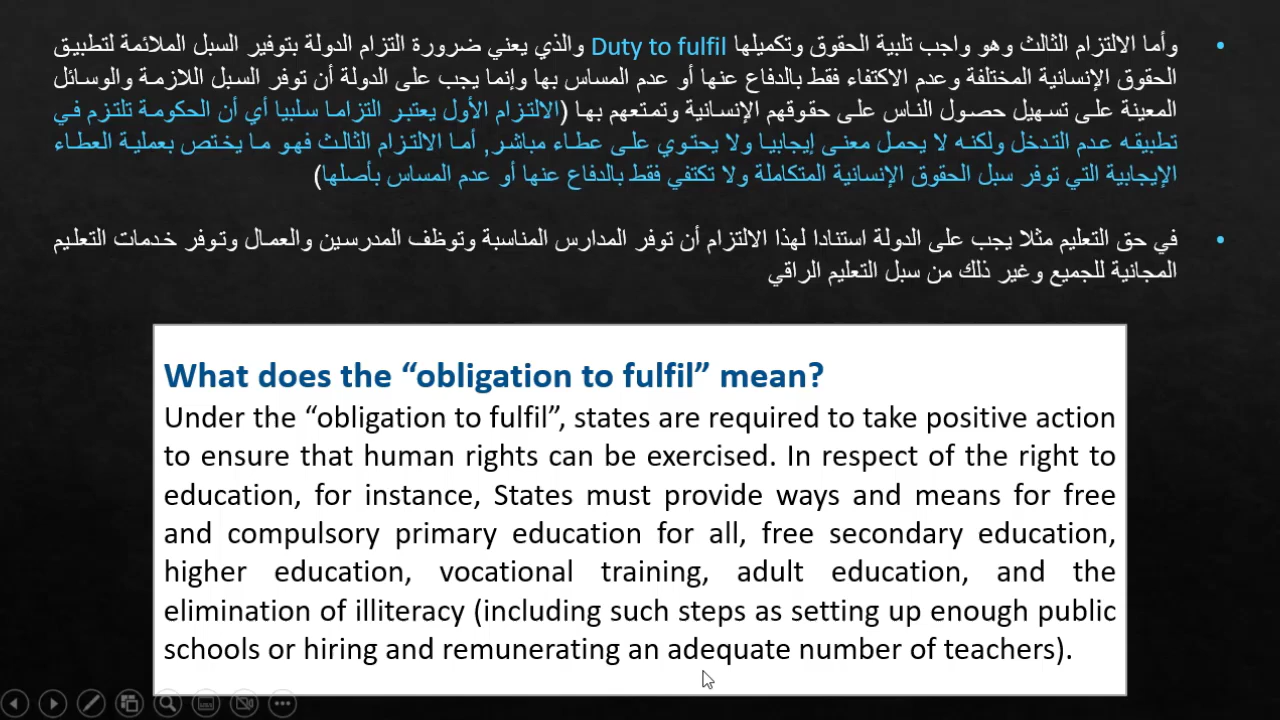 وأما الالتزام الثالث وهو واجب تلبية الحقوق وتكميلها Duty to fulfil والذي يعني ضرورة التزام الدولة بتوفير السبل الملائمة لتطبيق
الحقوق الإنسانية المختلفة وعدم الاكتفاء فقط بالدفاع عنها أو عدم المساس بها وإنما يجب على الدولة أن توفر السبل اللازمة والوسائل
المعينة على تسهيل حصول الناس على حقوقهم الإنسانية وتمتعهم بها (الالتزام الأول يعتبر التزاما سلبيا أي أن الحكومة تلتزم في
تطبيقه عدم التدخل ولكنه لا يحمل معنى إيجابيا ولا يحتوي على عطاء مباشر, أما الالتزام الثالث فهو ما يختص بعملية العطاء
الإيجابية التي توفر سبل الحقوق الإنسانية المتكاملة ولا تكتفي فقط بالدفاع عنها أو عدم المساس بأصلها)
في حق التعليم مثلا يجب على الدولة استنادا لهذا الالتزام أن توفر المدارس المناسبة وتوظف المدرسين والعمال وتوفر خدمات التعليم
المجانية للجميع وغير ذلك من سبل التعليم الراقي
What does the “obligation to fulfil” mean?
Under the “obligation to fulfil”, states are required to take positive action
to ensure that human rights can be exercised. In respect of the right to
education, for instance, States must provide ways and means for free
and compulsory primary education for all, free secondary education,
higher education, vocational training, adult education, and the
elimination of illiteracy (including such steps as setting up enough public
schools or hiring and remunerating an adequate number of teachers).